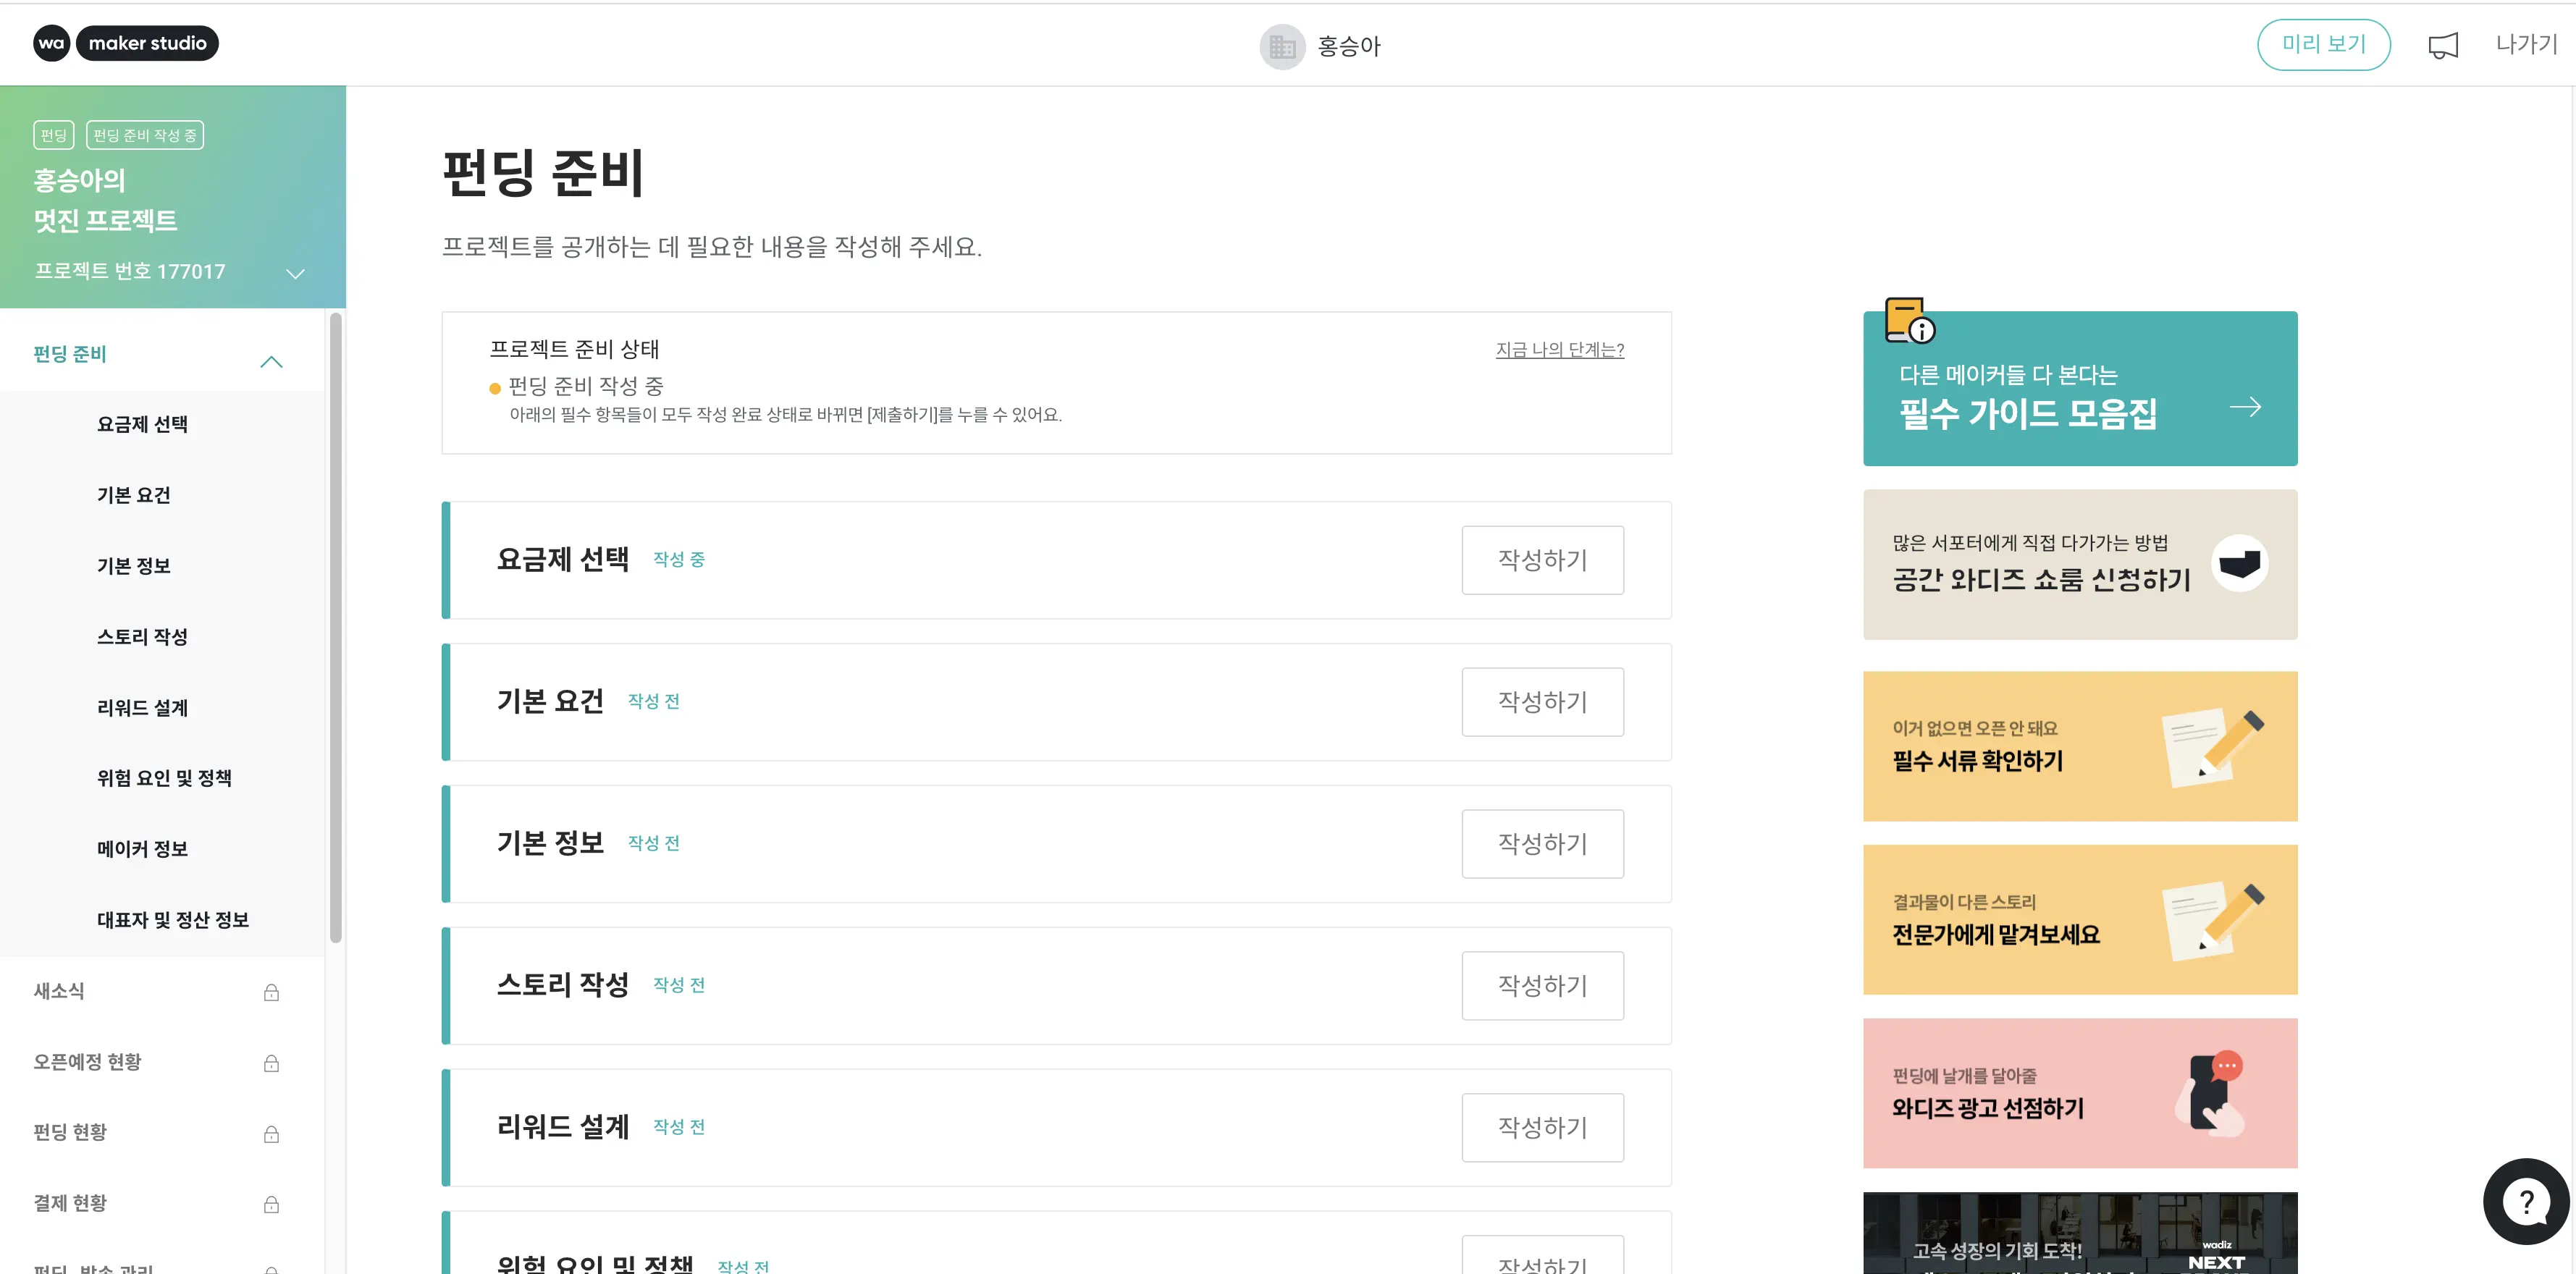 wa maker studio
홍승아
미리 보기
나가기
펀딩
펀딩 준비 작성 중
홍승아의
멋진 프로젝트
프로젝트 번호 177017
펀딩 준비
요금제 선택
기본 요건
기본 정보
스토리 작성
리워드 설계
위험 요인 및 정책
메이커 정보
대표자 및 정산 정보
새소식
오픈예정 현황
펀딩 현황
결제 현황
펀딩 준비
프로젝트를 공개하는 데 필요한 내용을 작성해 주세요.
프로젝트 준비 상태
지금 나의 단계는?
펀딩 준비 작성 중
아래의 필수 항목들이 모두 작성 완료 상태로 바뀌면 [제출하기]를 누를 수 있어요.
요금제 선택 작성 중
작성하기
기본 요건 작성 전
작성하기
기본 정보 작성 전
작성하기
스토리 작성 작성 전
작성하기
리워드 설계 작성 전
작성하기
위험 요인 및 정책 작성 전
작성하기
다른 메이커들 다 본다는
필수 가이드 모음집
많은 서포터에게 직접 다가가는 방법
공간 와디즈 쇼룸 신청하기
이거 없으면 오픈 안 돼요
필수 서류 확인하기
결과물이 다른 스토리
전문가에게 맡겨보세요
펀딩에 날개를 달아줄
와디즈 광고 선점하기
고속 성장의 기회 도착!
wadiz
NEXT
?